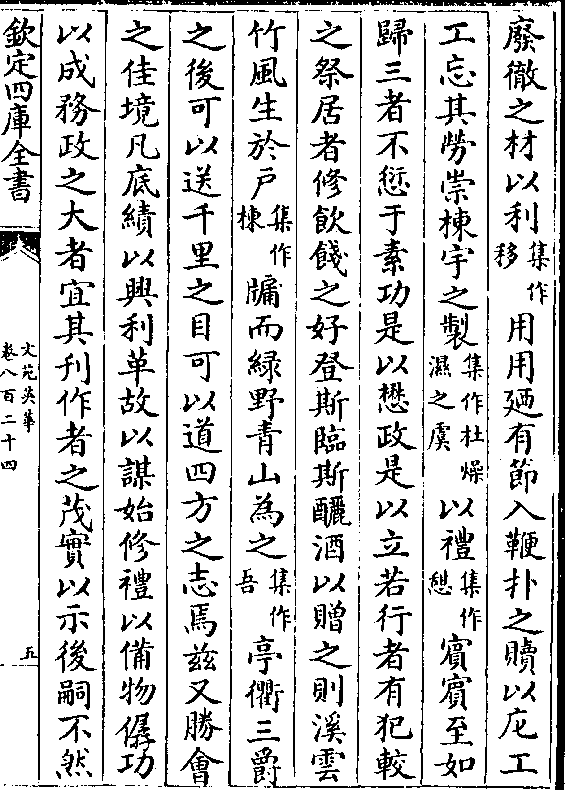 廢徹之材以利集作移用用廼有節入鞭扑之贖以庀工
工忘其勞崇棟宇之製集作杜燥濕之虞以禮集作憩賓賓至如
歸三者不愆于素功是以懋政是以立若行者有犯較
之祭居者修飲餞之好登斯臨斯釃酒以贈之則溪雲
竹風生於戶集作棟牖而綠野青山為之集作吾亭衢三爵
之後可以送千里之目可以道四方之志焉兹又勝會
之佳境凡底績以興利革故以謀始修禮以備物僝功
以成務政之大者宜其刋作者之茂實以示後嗣不然
欽定四庫全書
文苑英華
卷八百二十四
五